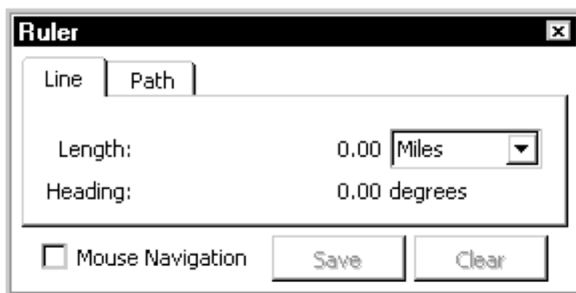 Ruler
Line Path
Length: 0.00 Miles
Heading: 0.00 degrees
Mouse Navigation Save Clear